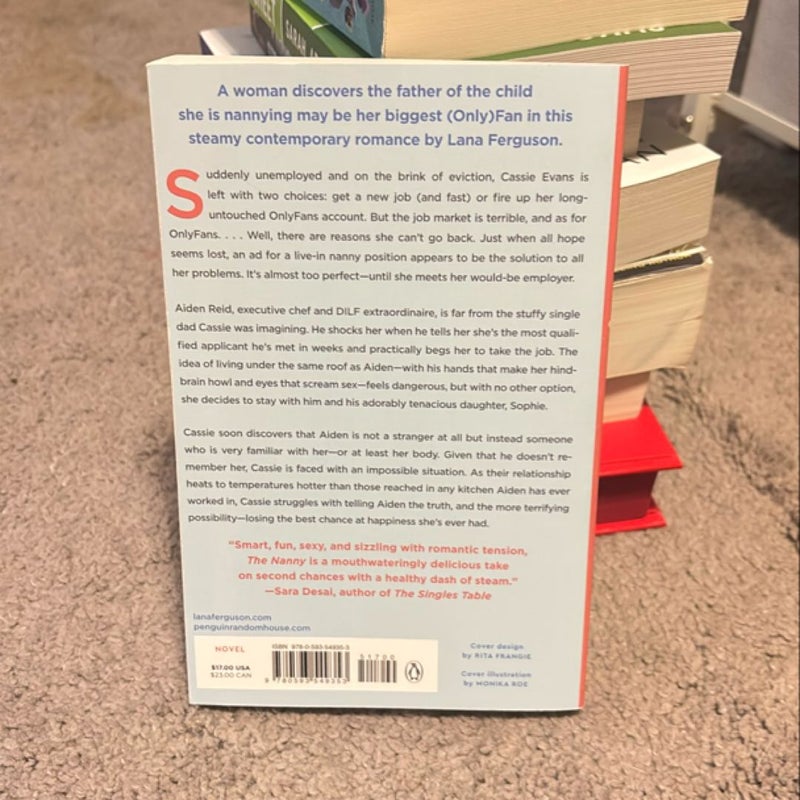 SARAH A
A woman discovers the father of the child
she is nannying may be her biggest (Only)Fan in this
steamy contemporary romance by Lana Ferguson.
Suddenly unemployed and on the brink of eviction, Cassie Evans is
left with two choices: get a new job (and fast) or fire up her long-
untouched OnlyFans account. But the job market is terrible, and as for
OnlyFans. . . . Well, there are reasons she can't go back. Just when all hope
seems lost, an ad for a live-in nanny position appears to be the solution to all
her problems. It's almost too perfect—until she meets her would-be employer.
Aiden Reid, executive chef and DILF extraordinaire, is far from the stuffy single
dad Cassie was imagining. He shocks her when he tells her she's the most quali-
fied applicant he's met in weeks and practically begs her to take the job. The
idea of living under the same roof as Aiden—with his hands that make her hind-
brain howl and eyes that scream sex—feels dangerous, but with no other option,
she decides to stay with him and his adorably tenacious daughter, Sophie.
Cassie soon discovers that Aiden is not a stranger at all but instead someone
who is very familiar with her—or at least her body. Given that he doesn't re-
member her, Cassie is faced with an impossible situation. As their relationship
heats to temperatures hotter than those reached in any kitchen Aiden has ever
worked in, Cassie struggles with telling Aiden the truth, and the more terrifying
possibility—losing the best chance at happiness she's ever had.
"Smart, fun, sexy, and sizzling with romantic tension,
The Nanny is a mouthwateringly delicious take
on second chances with a healthy dash of steam."
—Sara Desai, author of The Singles Table
lanaferguson.com
penguinrandomhouse.com
NOVEL
$17.00 USA
$23.00 CAN
ISBN 978-0-593-54935-3
51700
9 780593 549353
Cover design
by RITA FRANGIE
Cover illustration
by MONIKA ROE